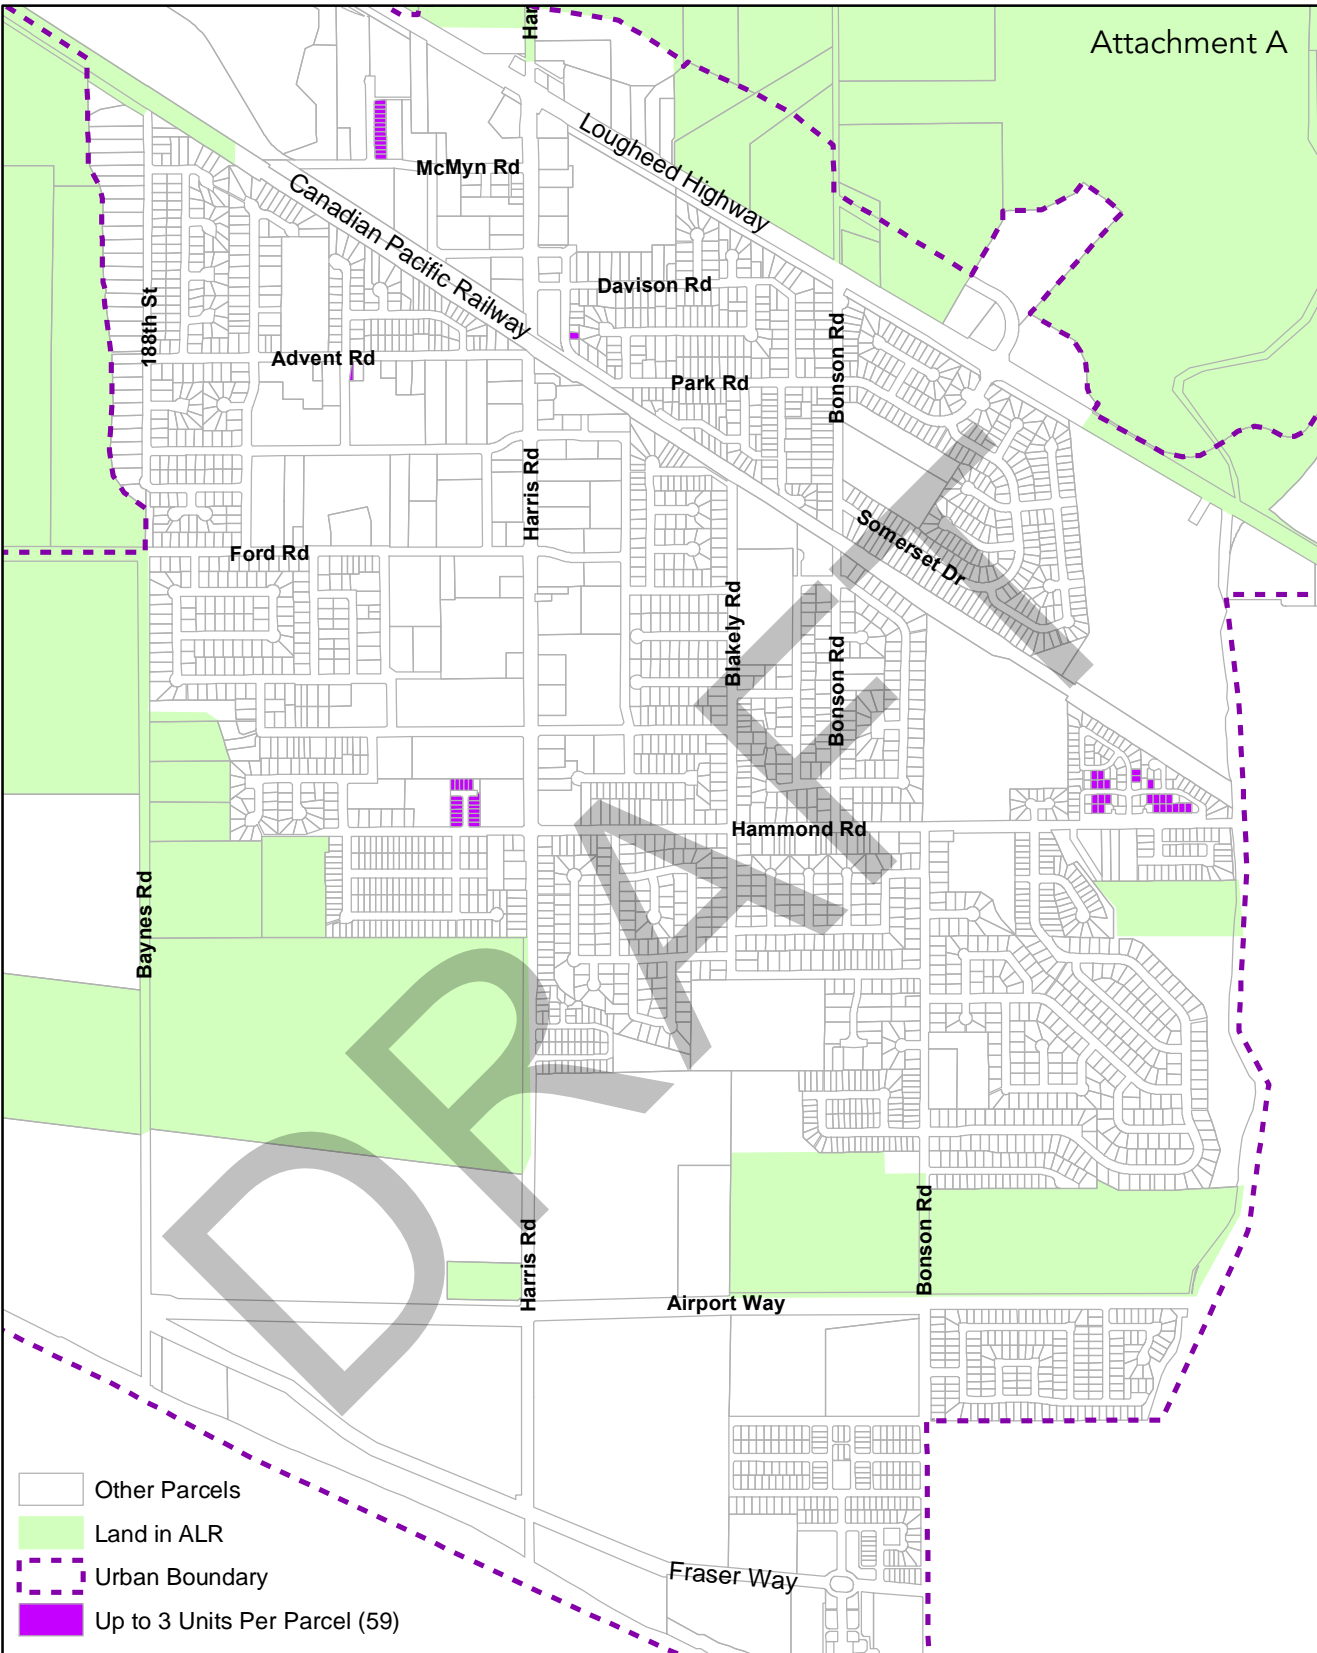 Har
Attachment A
Lougheed Highway
McMyn Rd
Canadian Pacific Railway
Davison Rd
188th St
Bonson Rd
Advent Rd
Park Rd
Harris Rd
Somerset Dr
Ford Rd
Blakely Rd
Bonson Rd
Hammond Rd
Baynes Rd
DRAFT
Bonson Rd
Harris Rd
Airport Way
Fraser Way
Other Parcels
Land in ALR
Urban Boundary
Up to 3 Units Per Parcel (59)